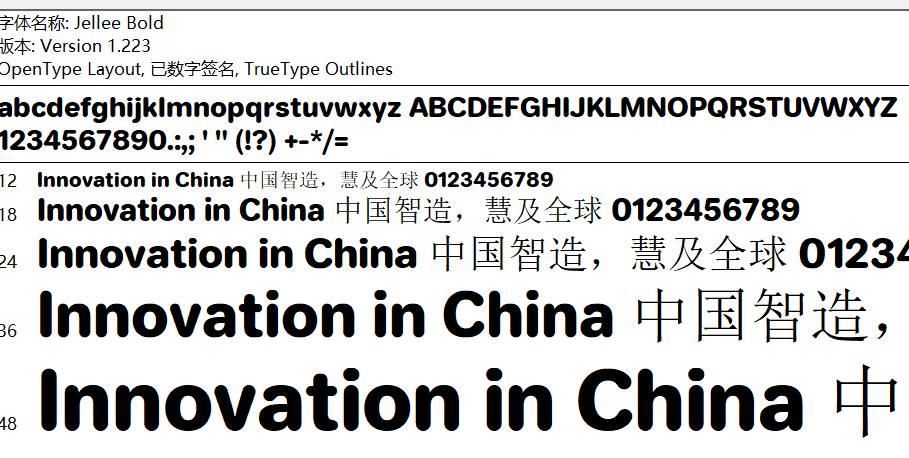 字体名称: Jellee Bold
版本: Version 1.223
OpenType Layout, 已数字签名, TrueType Outlines
abcdefghijklmnopqrstuvwxyz ABCDEFGHIJKLMNOPQRSTUVWXYZ
1234567890.:,; ' " (!?) +-*/=
12 Innovation in China 中国智造，慧及全球 0123456789
18 Innovation in China 中国智造，慧及全球 0123456789
24 Innovation in China 中国智造，慧及全球 01234
36 Innovation in China 中国智造，
48 Innovation in China 中